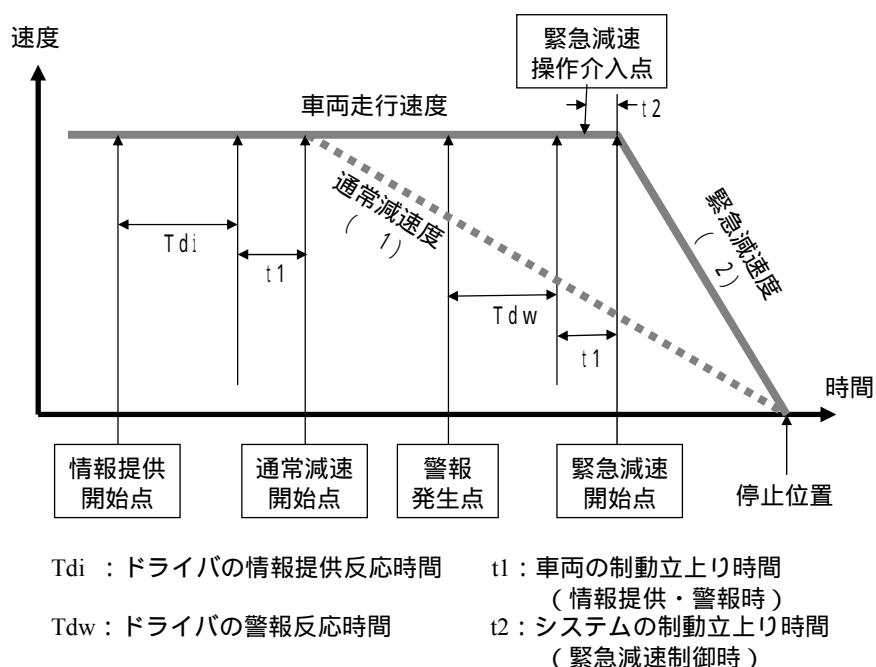 速度
緊急減速
操作介入点
t2
車両走行速度
通常減速度
( 1)
緊急減速度
( 2)
Tdi
t1
Tdw
t1
時間
情報提供
開始点
通常減速
開始点
警報
発生点
緊急減速
開始点
停止位置
Tdi :ドライバの情報提供反応時間
t1:車両の制動立上り時間
(情報提供・警報時)
Tdw:ドライバの警報反応時間
t2:システムの制動立上り時間
(緊急減速制御時)